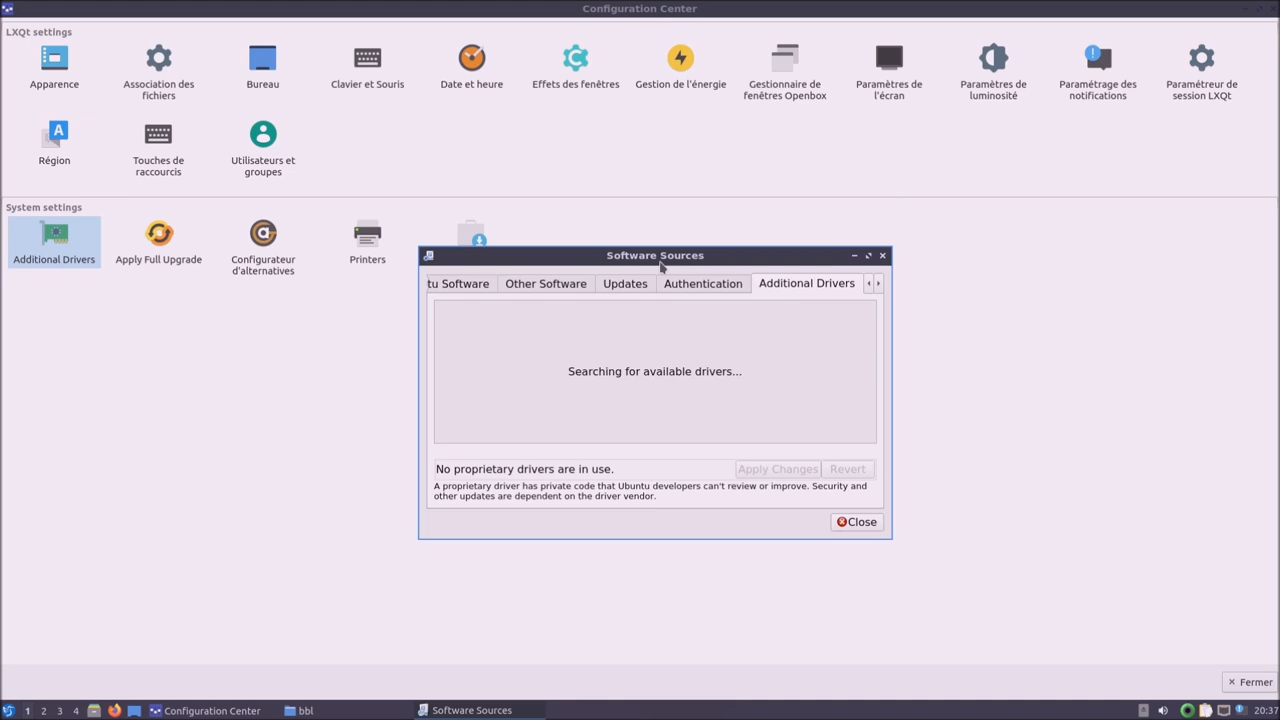 Configuration Center
LXQt settings
Apparence
Association des
fichiers
Bureau
Clavier et Souris
Date et heure
Effets des fenêtres
Gestion de l'énergie
Gestionnaire de
fenêtres Openbox
Paramètres de
l'écran
Paramètres de
luminosité
Paramétrage des
notifications
Paramétreur de
session LXQt
Région
Touches de
raccourcis
Utilisateurs et
groupes
System settings
Additional Drivers
Apply Full Upgrade
Configurateur
d'alternatives
Printers
Software Sources
tu Software
Other Software
Updates
Authentication
Additional Drivers
Searching for available drivers...
No proprietary drivers are in use.
Apply Changes
Revert
A proprietary driver has private code that Ubuntu developers can't review or improve. Security and
other updates are dependent on the driver vendor.
Close
Fermer
1 2 3 4 Configuration Center bbl Software Sources 20:37